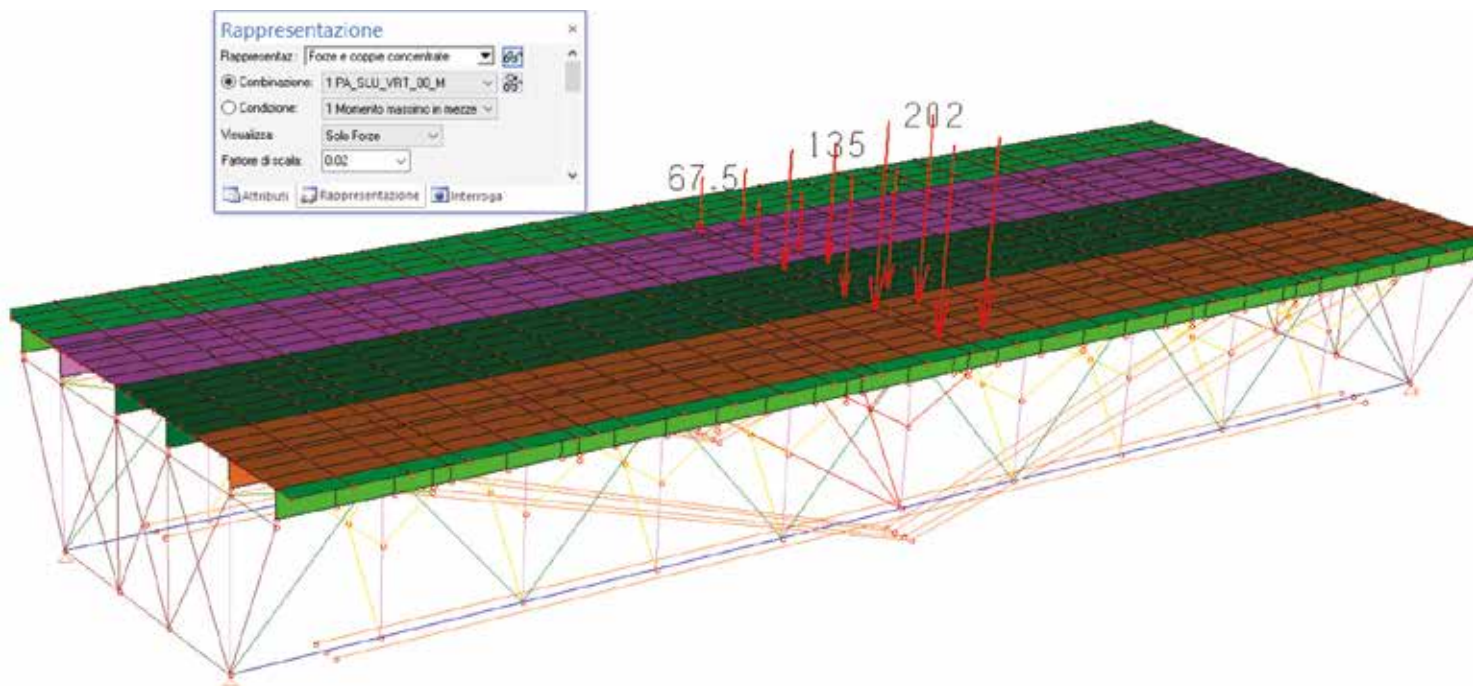 Rappresentazione
Rappresentaz.: Forze e coppie concentrate
Combinazione: 1 PA_SLU_VRT_00_M
Condizione: 1 Momento massimo in mezze
Visualizza: Solo Forze
Fattore di scala: 0.02
Attributi Rappresentazione Interroga
202
135
67.5